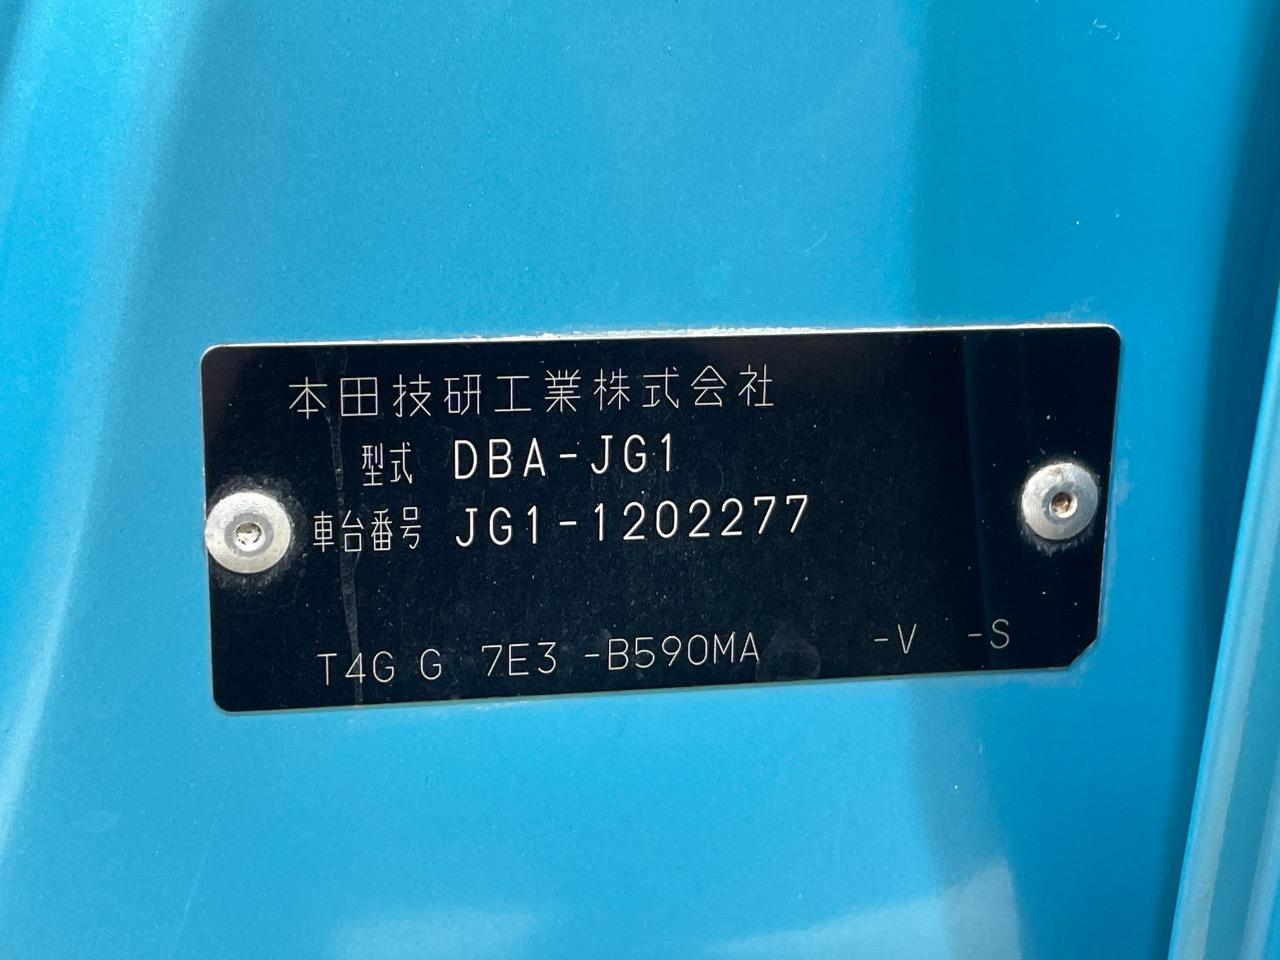 本田技研工業株式会社
型式 DBA-JG1
車台番号 JG1-1202277
T4G G 7E3 -B590MA -V -S